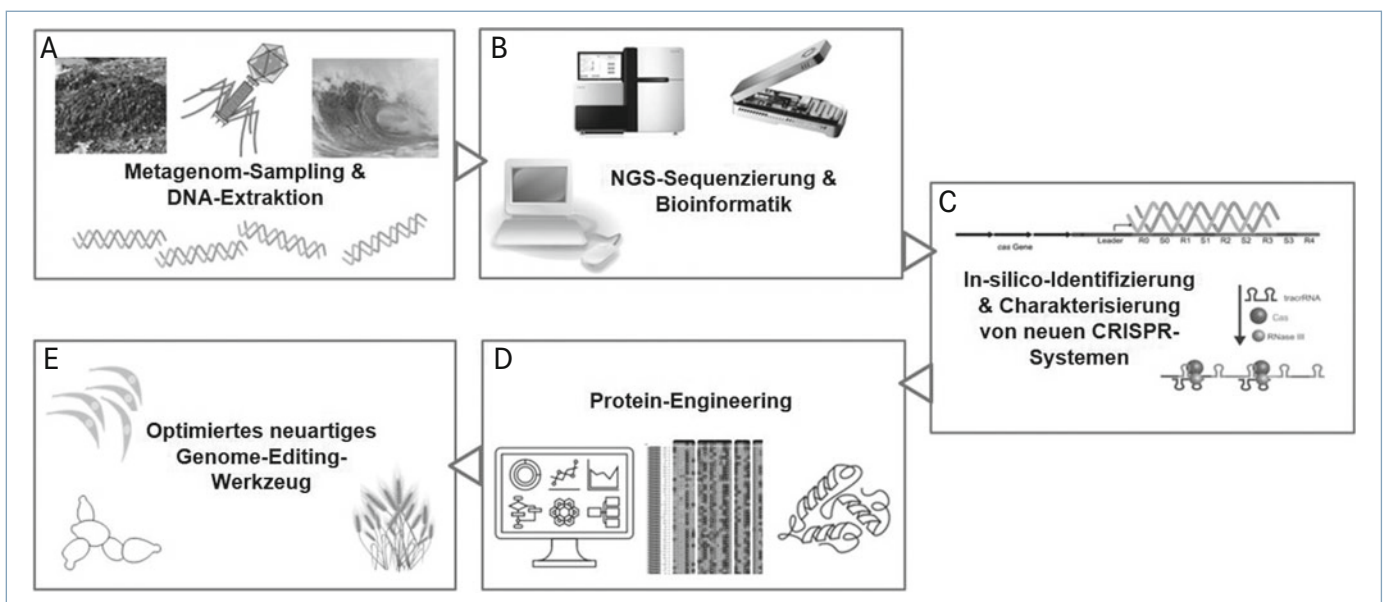 A
Metagenom-Sampling &
DNA-Extraktion
B
NGS-Sequenzierung &
Bioinformatik
C
cas Gene
Leader R0 S0 R1 S1 R2 S2 R3 S3 R4
In-silico-Identifizierung
& Charakterisierung
von neuen CRISPR-
Systemen
tracrRNA
Cas
RNase III
D
Protein-Engineering
E
Optimiertes neuartiges
Genome-Editing-
Werkzeug